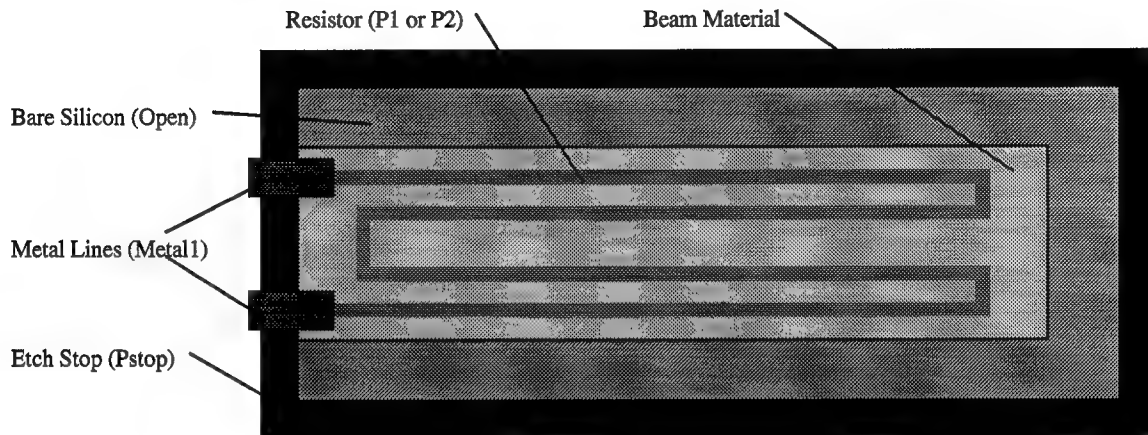 Resistor (P1 or P2)
Beam Material
Bare Silicon (Open)
Metal Lines (Metal1)
Etch Stop (Pstop)